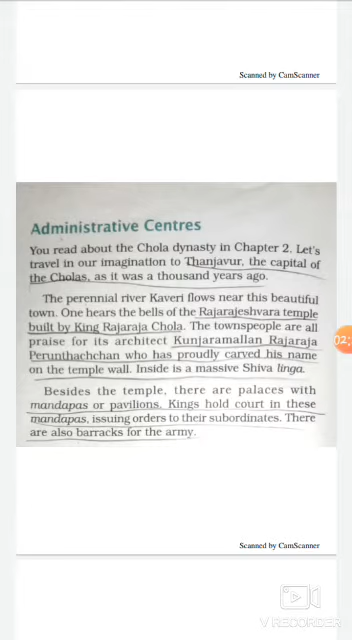 Scanned by CamScanner
Administrative Centres
You read about the Chola dynasty in Chapter 2. Let's
travel in our imagination to Thanjavur, the capital of
the Cholas, as it was a thousand years ago.
The perennial river Kaveri flows near this beautiful
town. One hears the bells of the Rajarajeshvara temple
built by King Rajaraja Chola. The townspeople are all
praise for its architect Kunjaramallan Rajaraja
Perunthachchan who has proudly carved his name
on the temple wall. Inside is a massive Shiva linga.
Besides the temple, there are palaces with
mandapas or pavilions. Kings hold court in these
mandapas, issuing orders to their subordinates. There
are also barracks for the army.
Scanned by CamScanner
V RECORDER